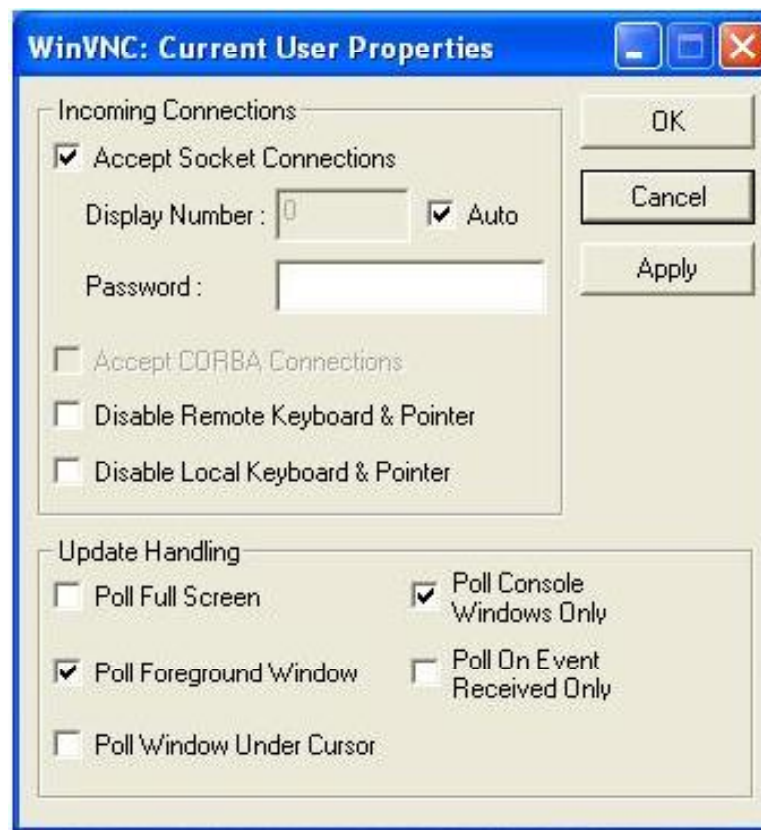 WinVNC: Current User Properties
Incoming Connections
OK
Accept Socket Connections
Display Number : 0 Auto
Cancel
Password :
Apply
Accept CORBA Connections
Disable Remote Keyboard & Pointer
Disable Local Keyboard & Pointer
Update Handling
Poll Full Screen
Poll Console
Windows Only
Poll Foreground Window
Poll On Event
Received Only
Poll Window Under Cursor